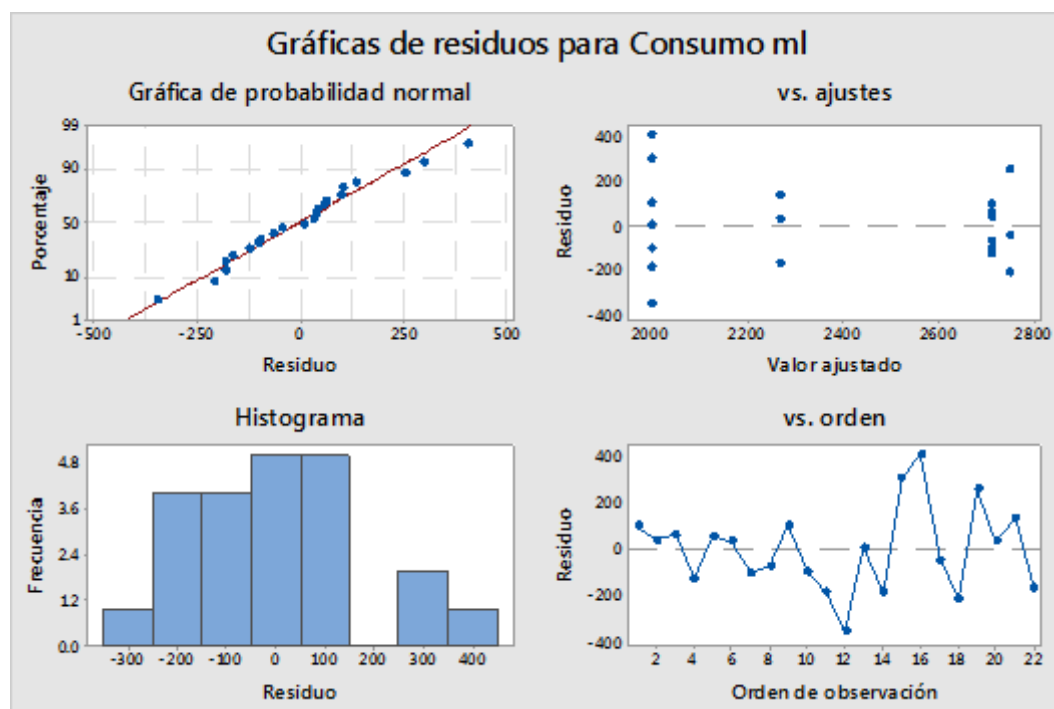 Gráficas de residuos para Consumo ml
Gráfica de probabilidad normal
99
90
50
10
1
Porcentaje
-500 -250 0 250 500
Residuo
vs. ajustes
400
200
0
-200
-400
Residuo
2000 2200 2400 2600 2800
Valor ajustado
Histograma
4.8
3.6
2.4
1.2
0.0
Frecuencia
-300 -200 -100 0 100 200 300 400
Residuo
vs. orden
400
200
0
-200
-400
Residuo
2 4 6 8 10 12 14 16 18 20 22
Orden de observación